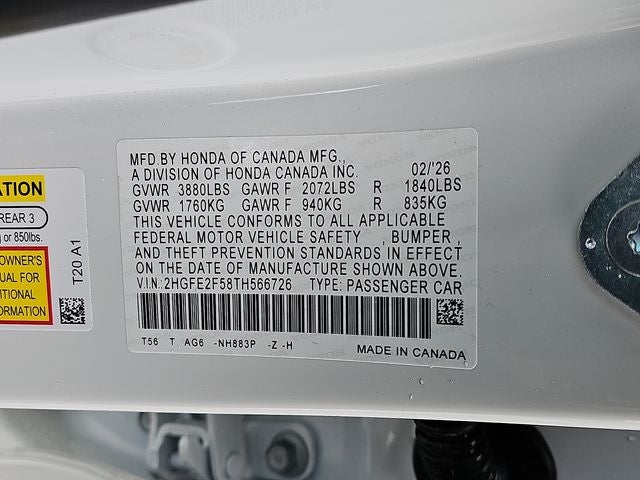 MFD.BY HONDA OF CANADA MFG.,
A DIVISION OF HONDA CANADA INC. 02/'26
GVWR 3880LBS GAWR F 2072LBS R 1840LBS
GVWR 1760KG GAWR F 940KG R 835KG
THIS VEHICLE CONFORMS TO ALL APPLICABLE
FEDERAL MOTOR VEHICLE SAFETY , BUMPER ,
AND THEFT PREVENTION STANDARDS IN EFFECT
ON THE DATE OF MANUFACTURE SHOWN ABOVE.
V.I.N.:2HGFE2F58TH566726 TYPE: PASSENGER CAR
T56 T AG6 -NH883P -Z -H
MADE IN CANADA
ATION
REAR 3
g or 850lbs.
OWNER'S
UAL FOR
ITIONAL
ORMATION
T20 A1